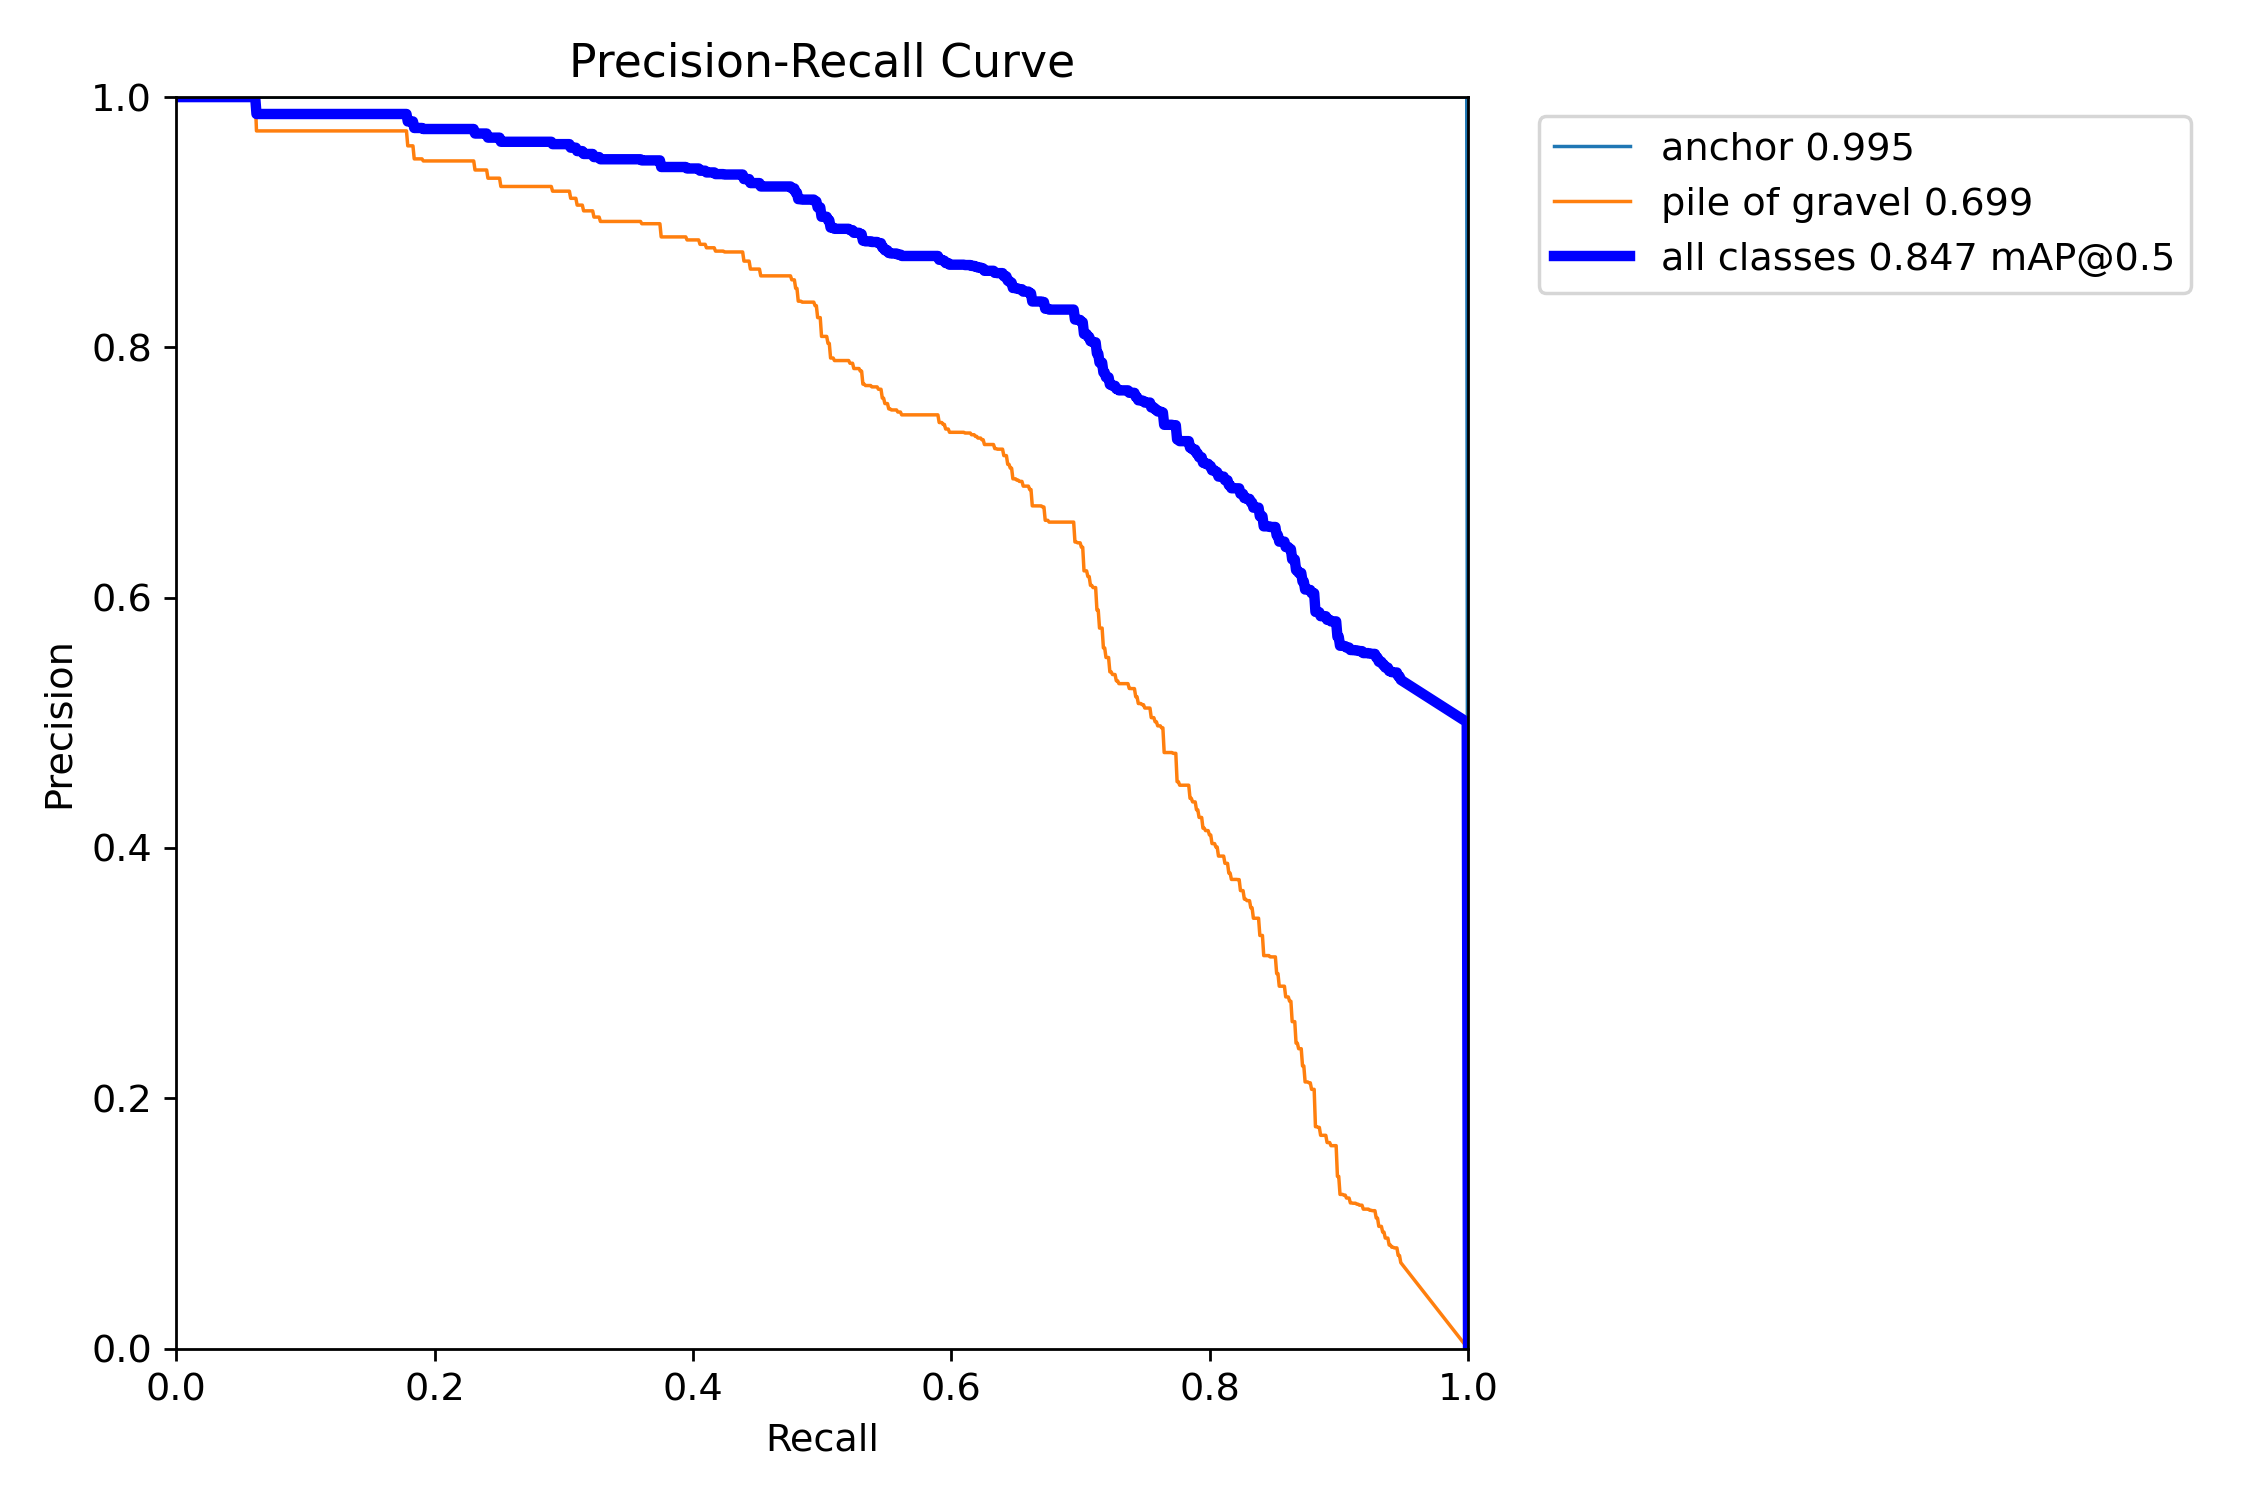 Precision-Recall Curve
anchor 0.995
pile of gravel 0.699
all classes 0.847 mAP@0.5
Precision
1.0
0.8
0.6
0.4
0.2
0.0
0.0 0.2 0.4 0.6 0.8 1.0
Recall